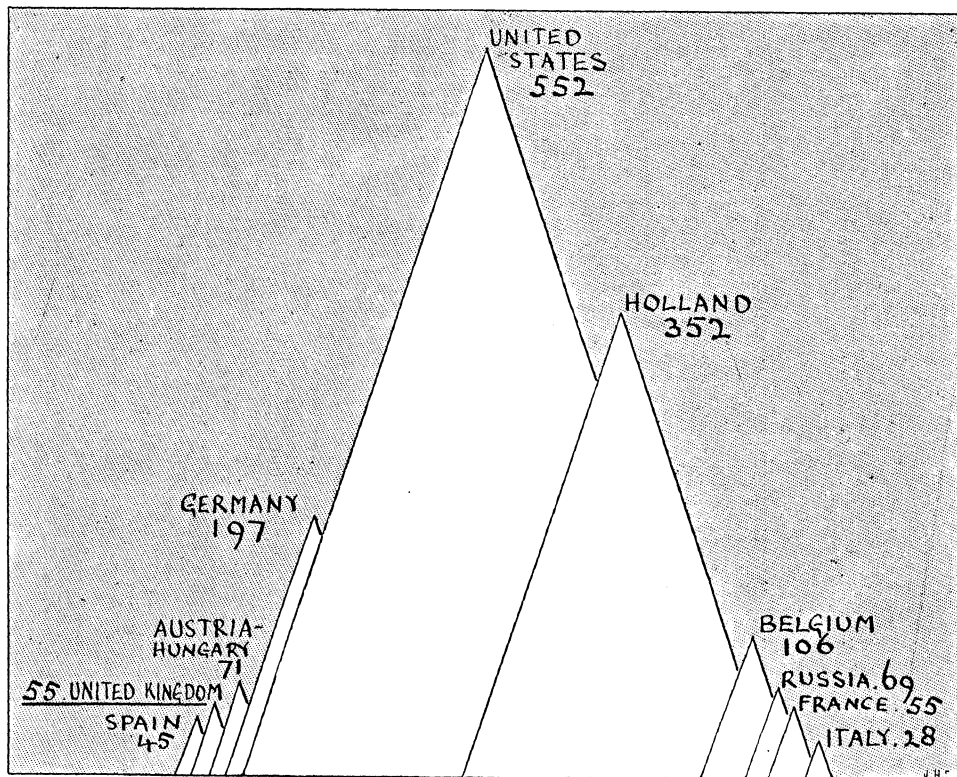 UNITED
STATES
552
HOLLAND
352
GERMANY
197
AUSTRIA-
HUNGARY
71
55 UNITED KINGDOM
SPAIN
45
BELGIUM
106
RUSSIA. 69
FRANCE 55
ITALY. 28